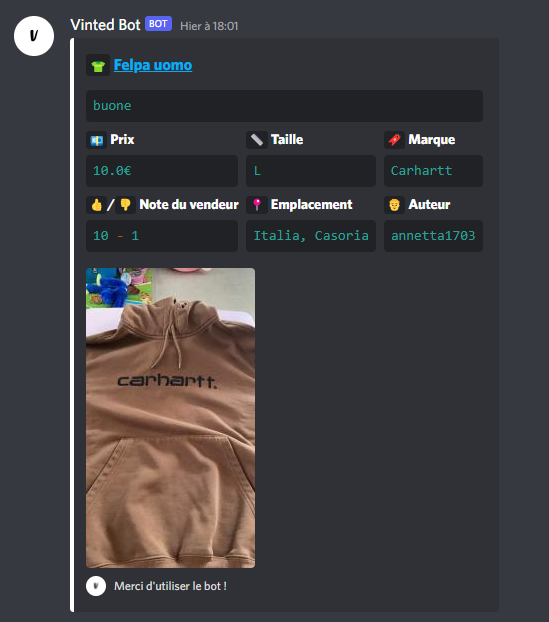 Vinted Bot BOT Hier à 18:01
Felpa uomo
buone
Prix Taille Marque
10.0€ L Carhartt
/ Note du vendeur Emplacement Auteur
10 - 1 Italia, Casoria annetta1703
carhartt.
Merci d'utiliser le bot !